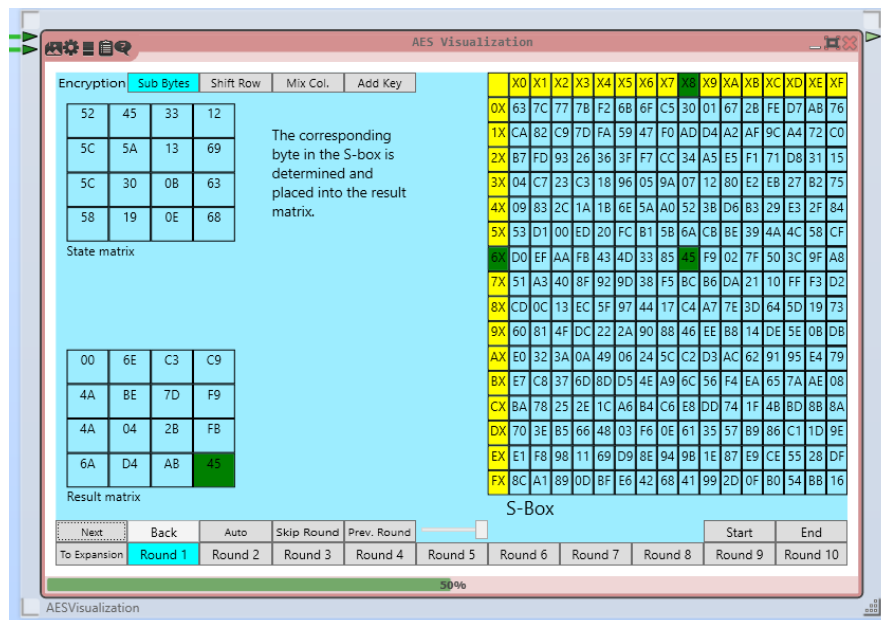 AES Visualization
Encryption Sub Bytes Shift Row Mix Col. Add Key
52 45 33 12
5C 5A 13 69
5C 30 0B 63
58 19 0E 68
State matrix
The corresponding
byte in the S-box is
determined and
placed into the result
matrix.
00 6E C3 C9
4A BE 7D F9
4A 04 2B FB
6A D4 AB 45
Result matrix
X0 X1 X2 X3 X4 X5 X6 X7 X8 X9 XA XB XC XD XE XF
0X 63 7C 77 7B F2 6B 6F C5 30 01 67 2B FE D7 AB 76
1X CA 82 C9 7D FA 59 47 F0 AD D4 A2 AF 9C A4 72 C0
2X B7 FD 93 26 36 3F F7 CC 34 A5 E5 F1 71 D8 31 15
3X 04 C7 23 C3 18 96 05 9A 07 12 80 E2 EB 27 B2 75
4X 09 83 2C 1A 1B 6E 5A A0 52 3B D6 B3 29 E3 2F 84
5X 53 D1 00 ED 20 FC B1 5B 6A CB BE 39 4A 4C 58 CF
6X D0 EF AA FB 43 4D 33 85 45 F9 02 7F 50 3C 9F A8
7X 51 A3 40 8F 92 9D 38 F5 BC B6 DA 21 10 FF F3 D2
8X CD 0C 13 EC 5F 97 44 17 C4 A7 7E 3D 64 5D 19 73
9X 60 81 4F DC 22 2A 90 88 46 EE B8 14 DE 5E 0B DB
AX E0 32 3A 0A 49 06 24 5C C2 D3 AC 62 91 95 E4 79
BX E7 C8 37 6D 8D D5 4E A9 6C 56 F4 EA 65 7A AE 08
CX BA 78 25 2E 1C A6 B4 C6 E8 DD 74 1F 4B BD 8B 8A
DX 70 3E B5 66 48 03 F6 0E 61 35 57 B9 86 C1 1D 9E
EX E1 F8 98 11 69 D9 8E 94 9B 1E 87 E9 CE 55 28 DF
FX 8C A1 89 0D BF E6 42 68 41 99 2D 0F B0 54 BB 16
S-Box
Next Back Auto Skip Round Prev. Round Start End
To Expansion Round 1 Round 2 Round 3 Round 4 Round 5 Round 6 Round 7 Round 8 Round 9 Round 10
50%
AESVisualization